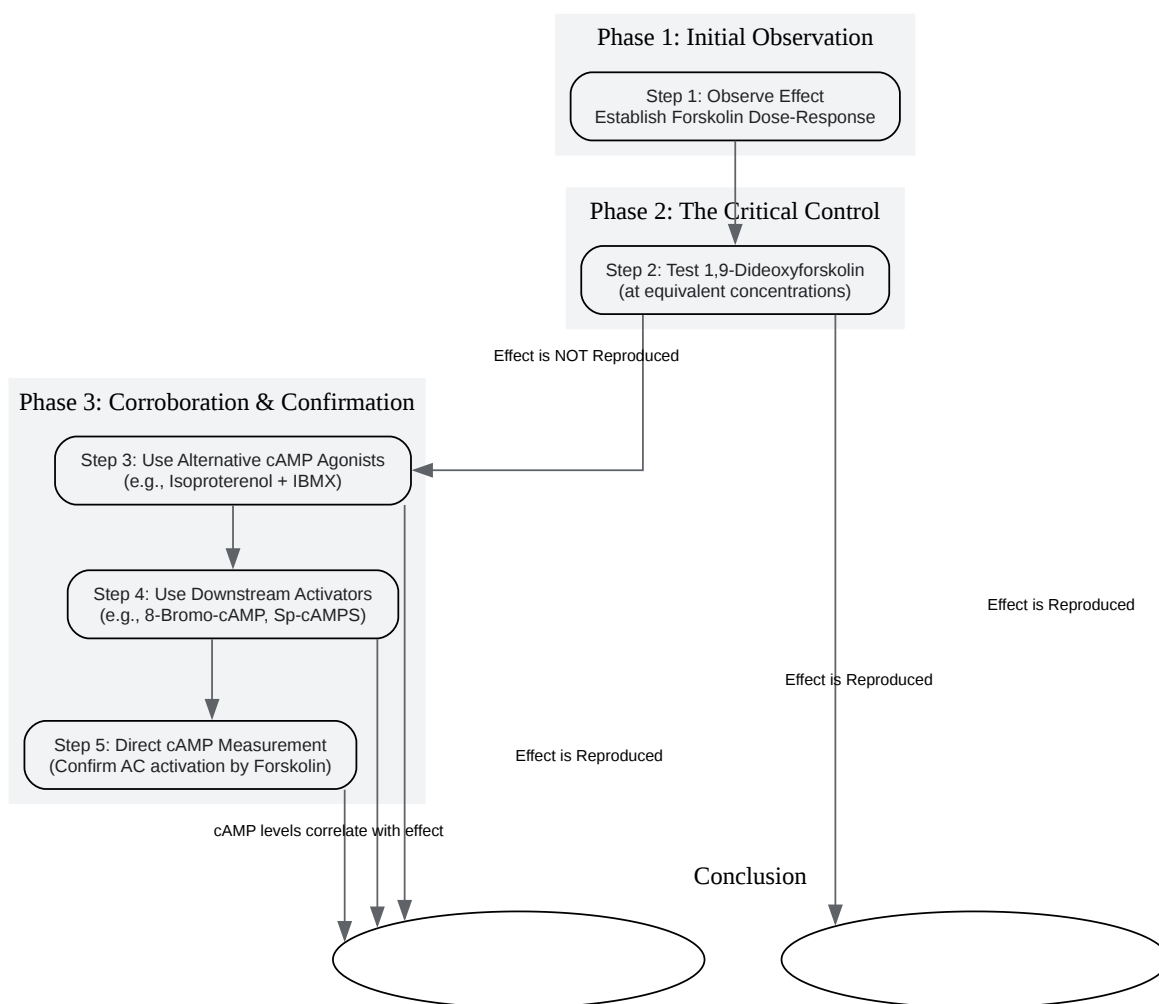 Phase 1: Initial Observation
Step 1: Observe Effect
Establish Forskolin Dose-Response
Phase 2: The Critical Control
Step 2: Test 1,9-Dideoxyforskolin
(at equivalent concentrations)
Effect is NOT Reproduced
Phase 3: Corroboration & Confirmation
Step 3: Use Alternative cAMP Agonists
(e.g., Isoproterenol + IBMX)
Step 4: Use Downstream Activators
(e.g., 8-Bromo-cAMP, Sp-cAMPS)
Effect is Reproduced
Effect is Reproduced
Step 5: Direct cAMP Measurement
(Confirm AC activation by Forskolin)
Effect is Reproduced
cAMP levels correlate with effect
Conclusion